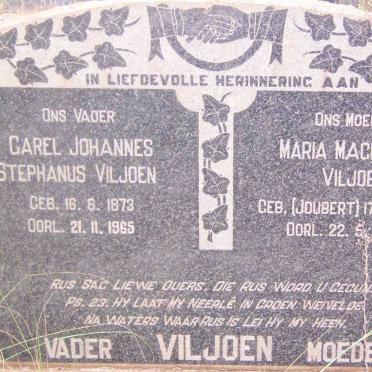 IN LIEFDEVOLLE HERINNERING AAN
ONS VADER
CAREL JOHANNES
STEPHANUS VILJOEN
GEB. 16. 6. 1873
OORL. 21. 11. 1965
ONS MOE
MARIA MAG
VILJOE
GEB. (JOUBERT) 17
OORL. 22. 5.
RUS SAG LIEWE OUERS. DIE RUS WORD U GEGUN
PS. 23. HY LAAT MY NEERLÊ IN GROEN WEIVELDE
NA WATERS WAAR RUS IS LEI HY MY HEEN.
VADER VILJOEN MOEDE